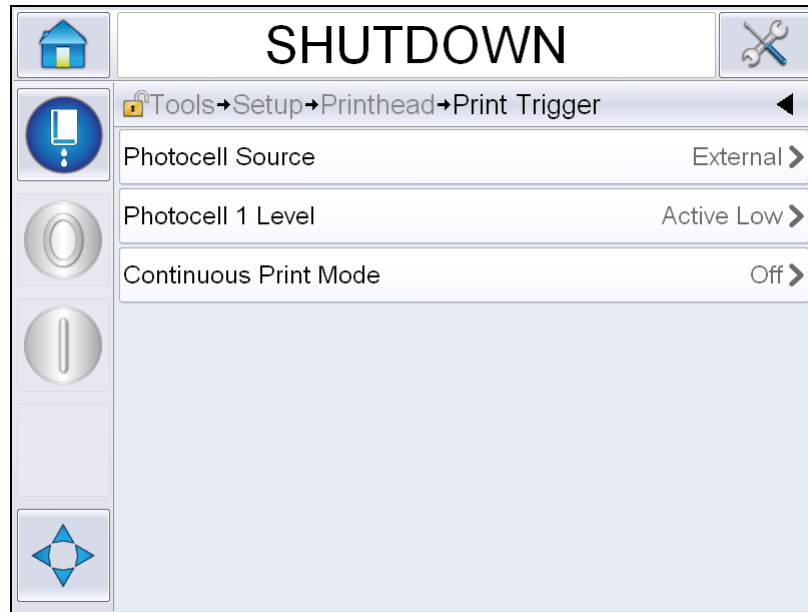 SHUTDOWN
Tools→Setup→Printhead→Print Trigger
Photocell Source External
Photocell 1 Level Active Low
Continuous Print Mode Off